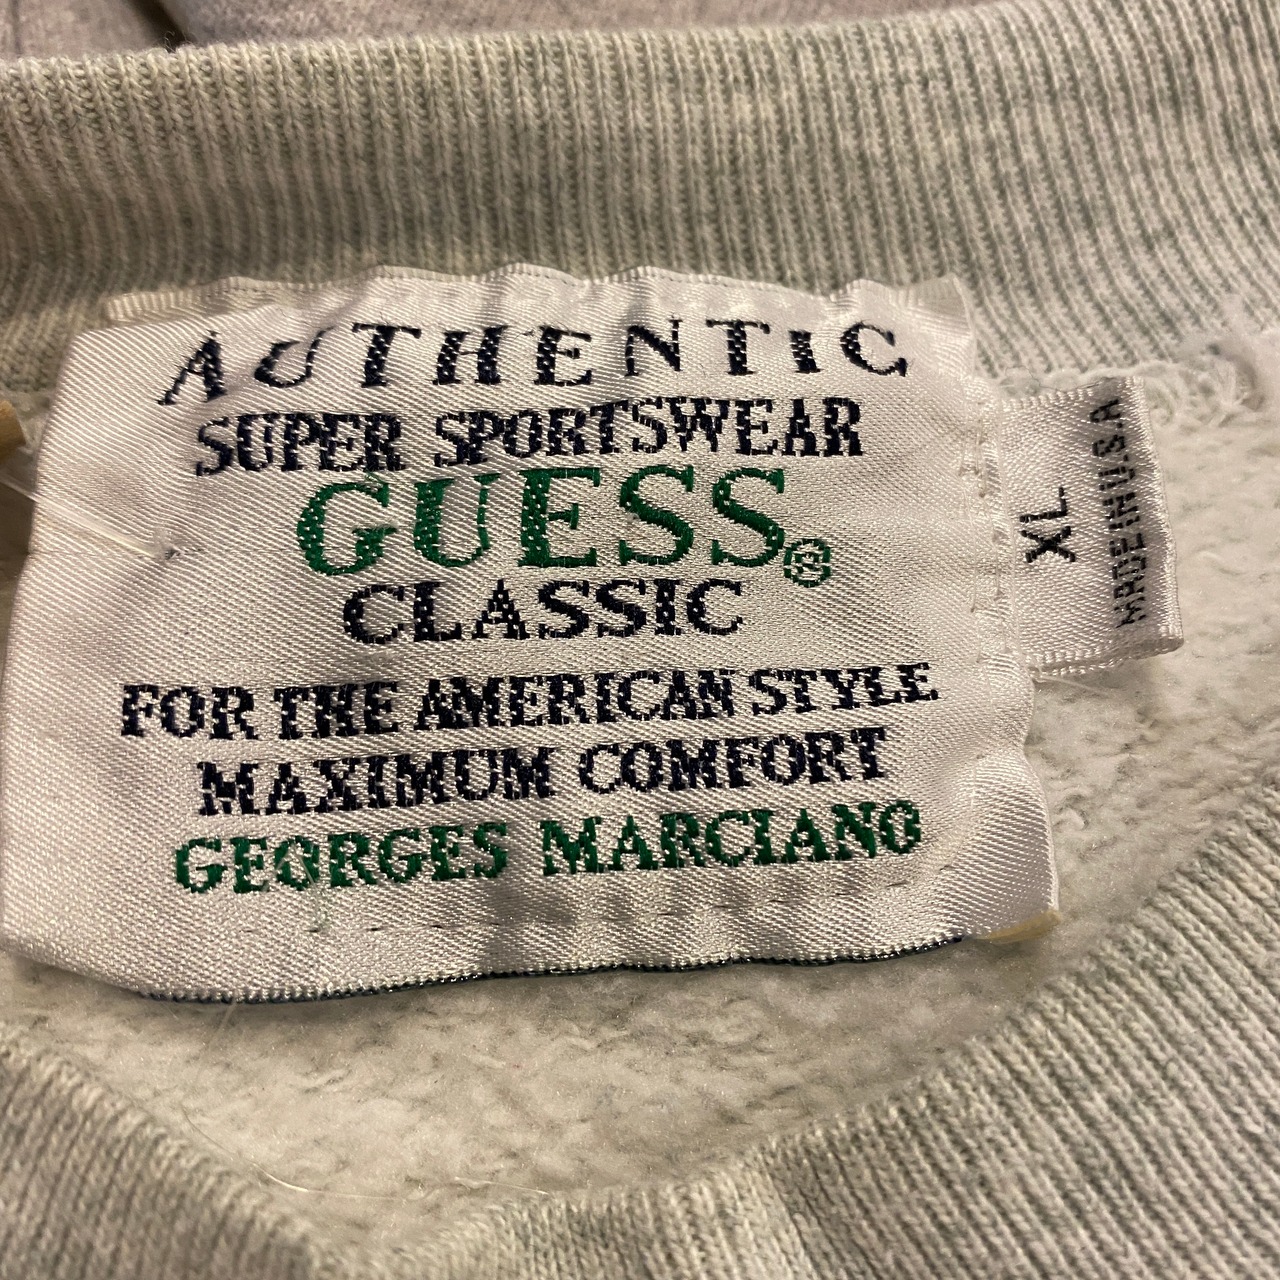 AUTHENTIC
SUPER SPORTSWEAR
GUESS®
CLASSIC
FOR THE AMERICAN STYLE
MAXIMUM COMFORT
GEORGES MARCIANO
XL
MADE IN U.S.A